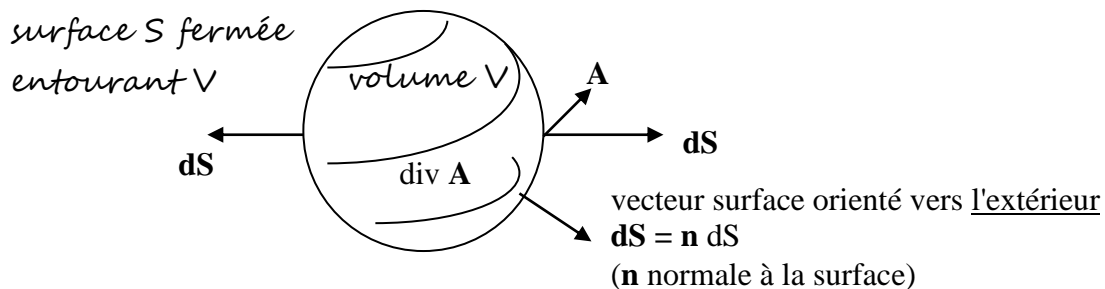 surface S fermée
entourant V
volume V
A
dS
dS
div A
vecteur surface orienté vers l'extérieur
dS = n dS
(n normale à la surface)